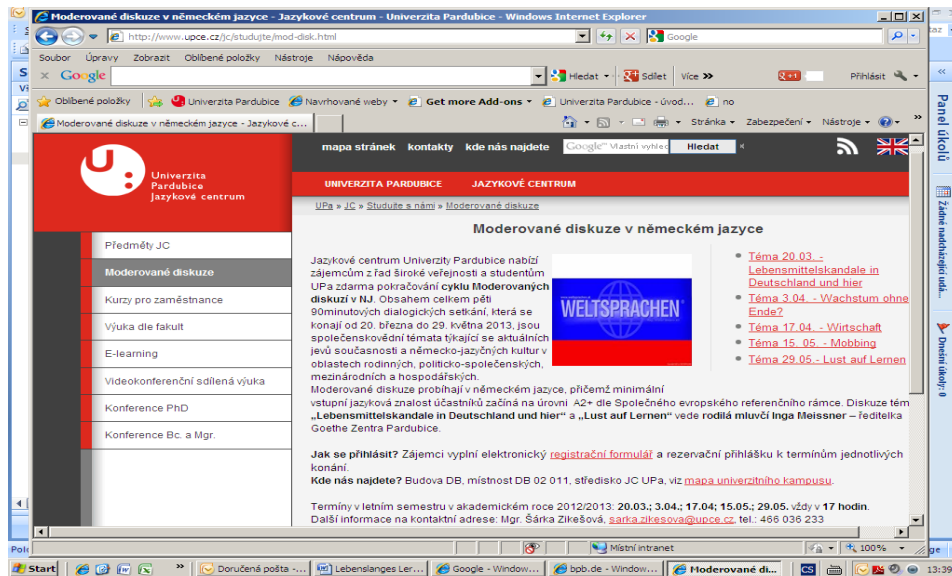 Moderované diskuze v německém jazyce - Jazykové centrum - Univerzita Pardubice - Windows Internet Explorer
http://www.upce.cz/jc/studujte/mod-disk.html
Google
Soubor Úpravy Zobrazit Oblíbené položky Nástroje Nápověda
x Google Hledat Sdílet Více » +1 Přihlásit
Oblíbené položky Univerzita Pardubice Navrhované weby Get more Add-ons Univerzita Pardubice - úvod... no
Moderované diskuze v německém jazyce - Jazykové c... Stránka Zabezpečení Nástroje »
mapa stránek kontakty kde nás najdete Google™ Vlastní vyhlec Hledat
Univerzita
Pardubice
Jazykové centrum
UNIVERZITA PARDUBICE JAZYKOVÉ CENTRUM
UPa » JC » Studujte s námi » Moderované diskuze
Předměty JC
Moderované diskuze
Kurzy pro zaměstnance
Výuka dle fakult
E-learning
Videokonferenční sdílená výuka
Konference PhD
Konference Bc. a Mgr.
Moderované diskuze v německém jazyce
Jazykové centrum Univerzity Pardubice nabízí
zájemcům z řad široké veřejnosti a studentům
UPa zdarma pokračování cyklu Moderovaných
diskuzí v NJ. Obsahem celkem pěti
90minutových dialogických setkání, která se
konají od 20. března do 29. května 2013, jsou
společenskovědní témata týkající se aktuálních
jevů současnosti a německo-jazyčných kultur v
oblastech rodinných, politicko-společenských,
mezinárodních a hospodářských.
WELTSPRACHEN
Téma 20.03. -
Lebensmittelskandale in
Deutschland und hier
Téma 3.04. - Wachstum ohne
Ende?
Téma 17.04. - Wirtschaft
Téma 15. 05. - Mobbing
Téma 29.05.- Lust auf Lernen
Moderované diskuze probíhají v německém jazyce, přičemž minimální
vstupní jazyková znalost účastníků začíná na úrovni A2+ dle Společného evropského referenčního rámce. Diskuze tém
„Lebensmittelskandale in Deutschland und hier“ a „Lust auf Lernen“ vede rodilá mluvčí Inga Meissner – ředitelka
Goethe Zentra Pardubice.
Jak se přihlásit? Zájemci vyplní elektronický registrační formulář a rezervační přihlášku k termínům jednotlivých
konání.
Kde nás najdete? Budova DB, místnost DB 02 011, středisko JC UPa, viz mapa univerzitního kampusu.
Termíny v letním semestru v akademickém roce 2012/2013: 20.03.; 3.04.; 17.04; 15.05.; 29.05. vždy v 17 hodin.
Další informace na kontaktní adrese: Mgr. Šárka Zikešová, sarka.zikesova@upce.cz, tel.: 466 036 233
Místní intranet 100%
Panel úkolů
Žádné nadcházející udá...
Dnešní úkoly: 0
Start » Doručená pošta -... Lebenslanges Ler... Google - Window... bpb.de - Window... Moderované di... CS 13:39